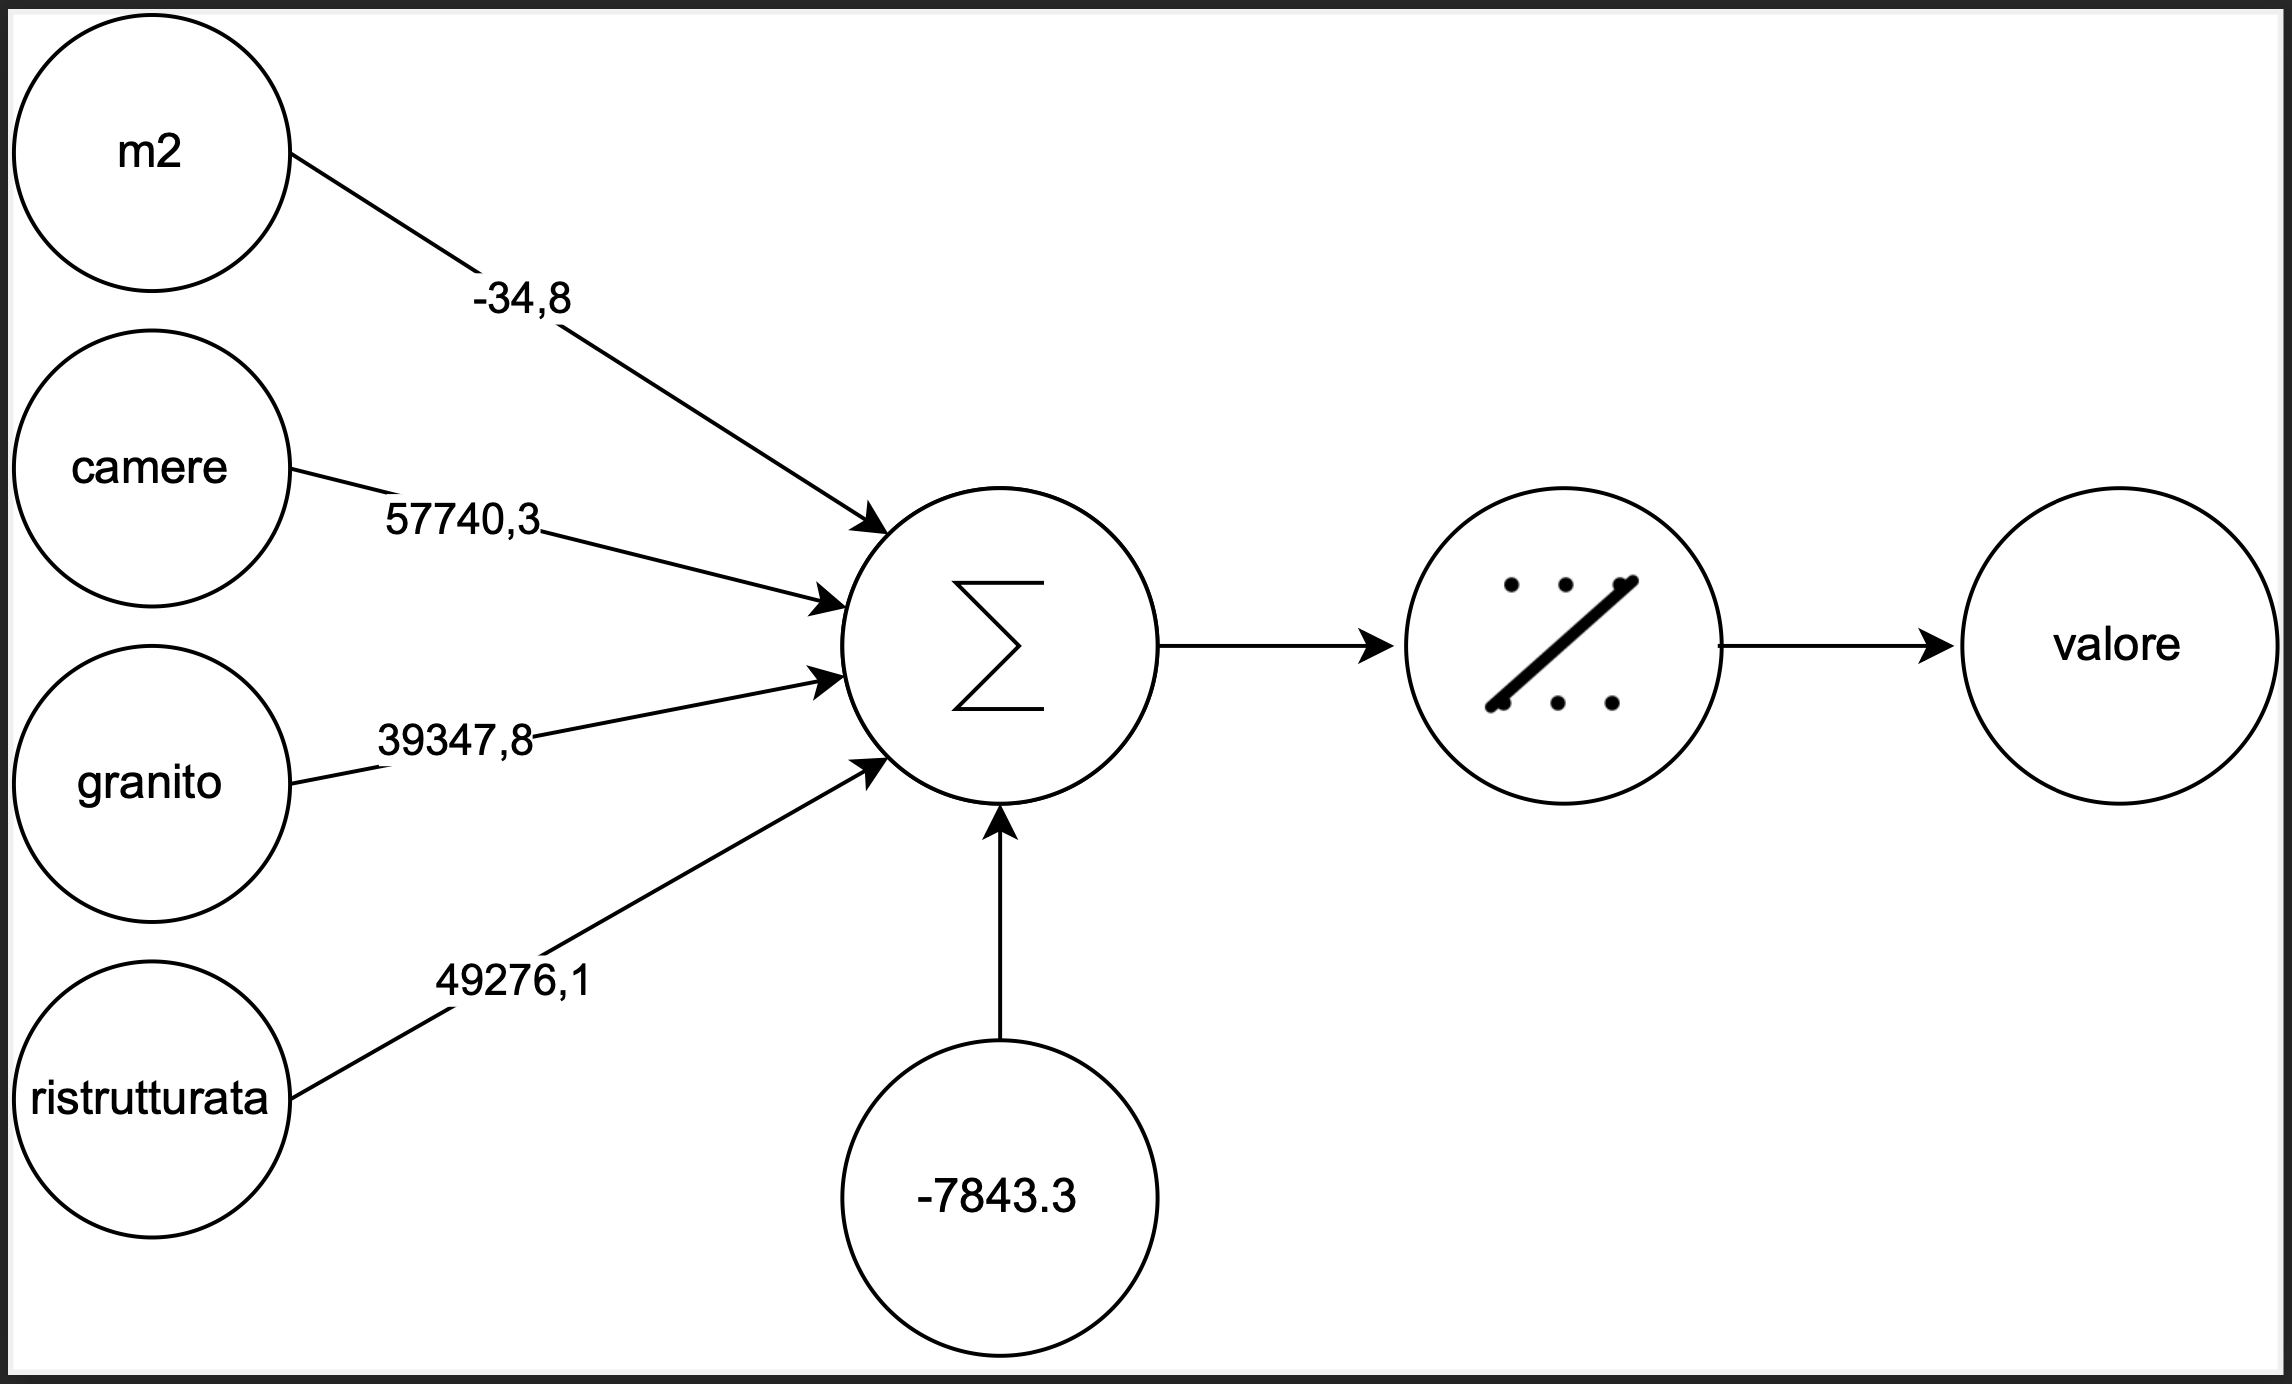 m2
-34,8
camere
57740,3
granito
39347,8
ristrutturata
49276,1
Σ
valore
-7843.3